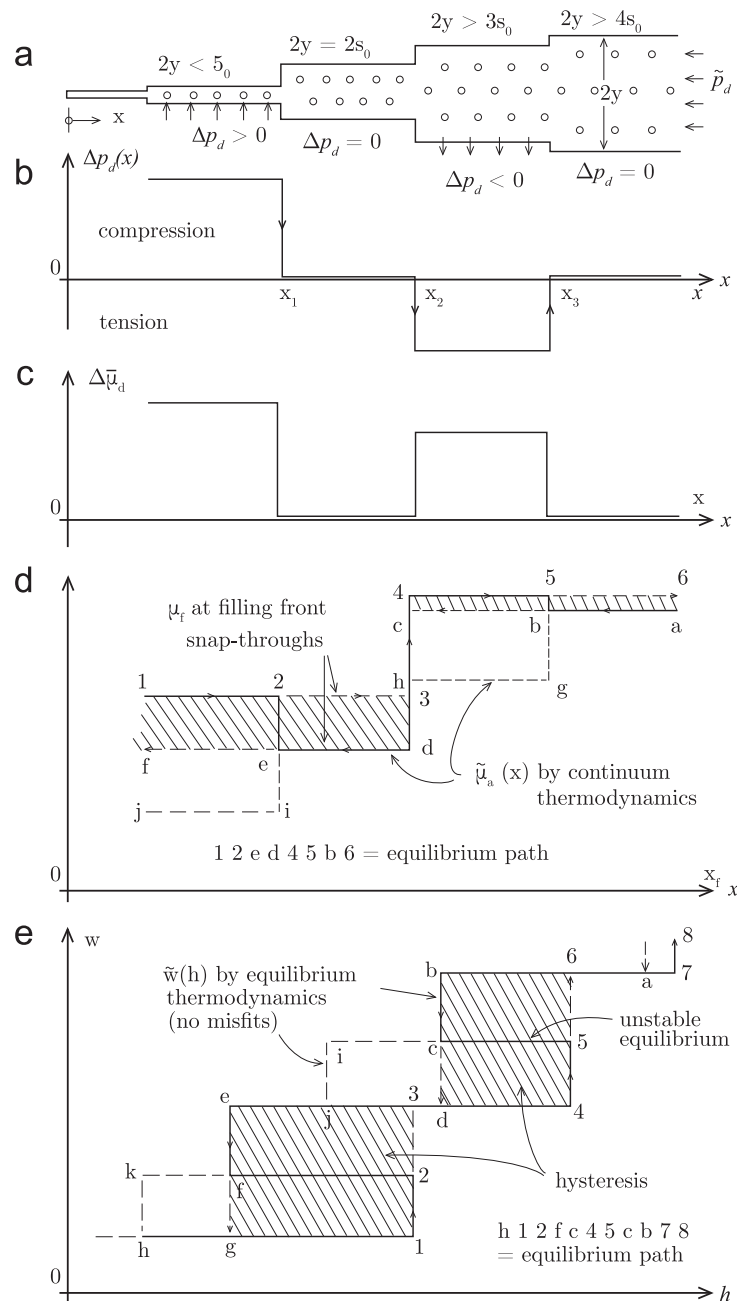 a
2y < 5₀
2y = 2s₀
2y > 3s₀
2y > 4s₀
x
Δp_d > 0
Δp_d = 0
Δp_d < 0
Δp_d = 0
2y
p̃_d
b
Δp_d(x)
compression
0
x₁
x₂
x₃
x
x
tension
c
Δμ̅_d
0
x
x
d
μ_f at filling front
snap-throughs
1
2
h
3
4
5
6
c
b
a
g
f
e
d
j
i
μ̃_a (x) by continuum
thermodynamics
1 2 e d 4 5 b 6 = equilibrium path
0
x_f
x
e
w
w̃(h) by equilibrium
thermodynamics
(no misfits)
b
6
a
7
8
unstable
equilibrium
i
c
5
e
j
3
d
4
k
f
2
hysteresis
h
g
1
h 1 2 f c 4 5 c b 7 8
= equilibrium path
0
h